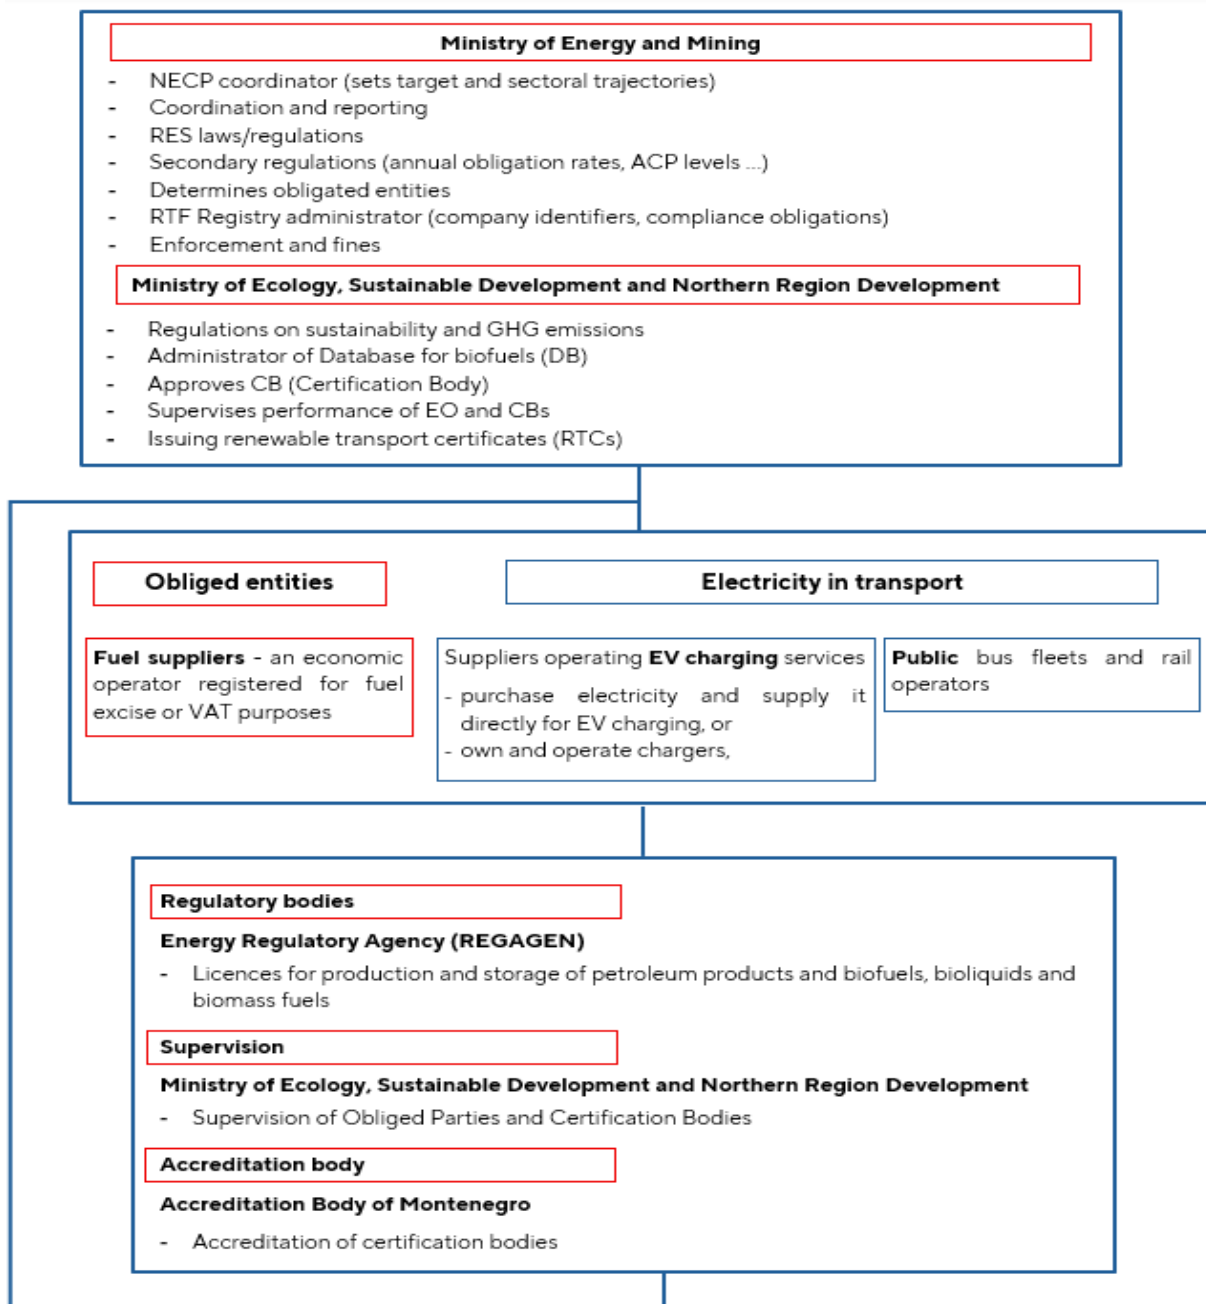 Ministry of Energy and Mining
- NECP coordinator (sets target and sectoral trajectories)
- Coordination and reporting
- RES laws/regulations
- Secondary regulations (annual obligation rates, ACP levels ...)
- Determines obligated entities
- RTF Registry administrator (company identifiers, compliance obligations)
- Enforcement and fines
Ministry of Ecology, Sustainable Development and Northern Region Development
- Regulations on sustainability and GHG emissions
- Administrator of Database for biofuels (DB)
- Approves CB (Certification Body)
- Supervises performance of EO and CBs
- Issuing renewable transport certificates (RTCs)
Obliged entities
Electricity in transport
Fuel suppliers - an economic
operator registered for fuel
excise or VAT purposes
Suppliers operating EV charging services
- purchase electricity and supply it
directly for EV charging, or
- own and operate chargers,
Public bus fleets and rail
operators
Regulatory bodies
Energy Regulatory Agency (REGAGEN)
- Licences for production and storage of petroleum products and biofuels, bioliquids and
biomass fuels
Supervision
Ministry of Ecology, Sustainable Development and Northern Region Development
- Supervision of Obliged Parties and Certification Bodies
Accreditation body
Accreditation Body of Montenegro
- Accreditation of certification bodies